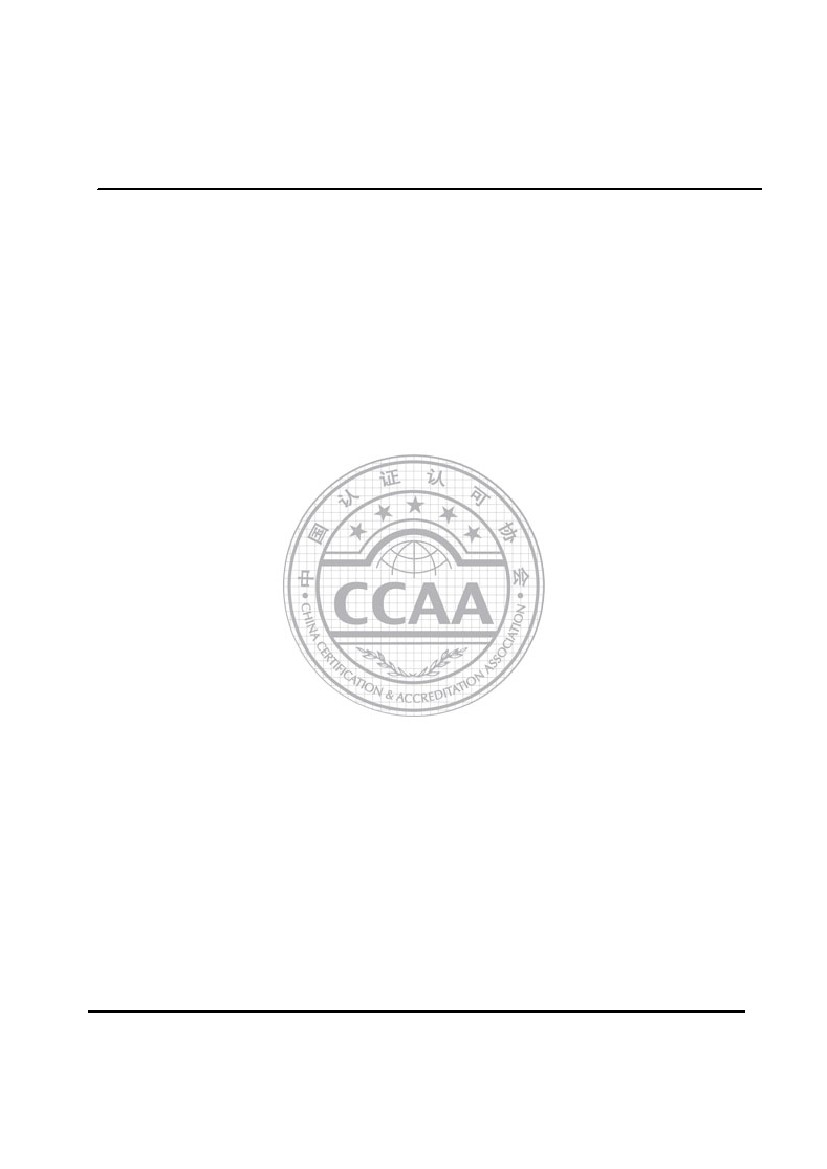 中国认证认可协会
CCAA
• CHINA CERTIFICATION & ACCREDITATION ASSOCIATION •